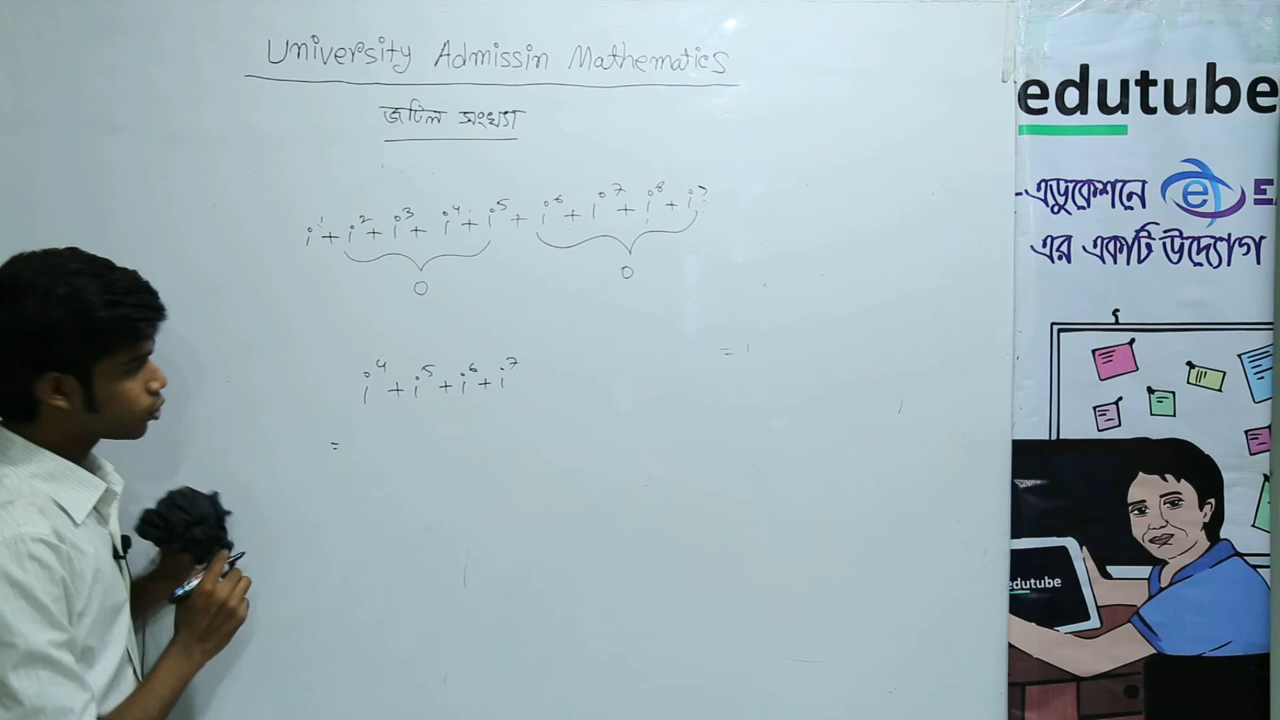 University Admissin Mathematics
জটিল সংখ্যা
i¹ + i² + i³ + i⁴ + i⁵ + i⁶ + i⁷ + i⁸ + i⁹
0 0
= 1
i⁴ + i⁵ + i⁶ + i⁷
=
edutube
-এডুকেশনে
এর একটি উদ্যোগ
edutube